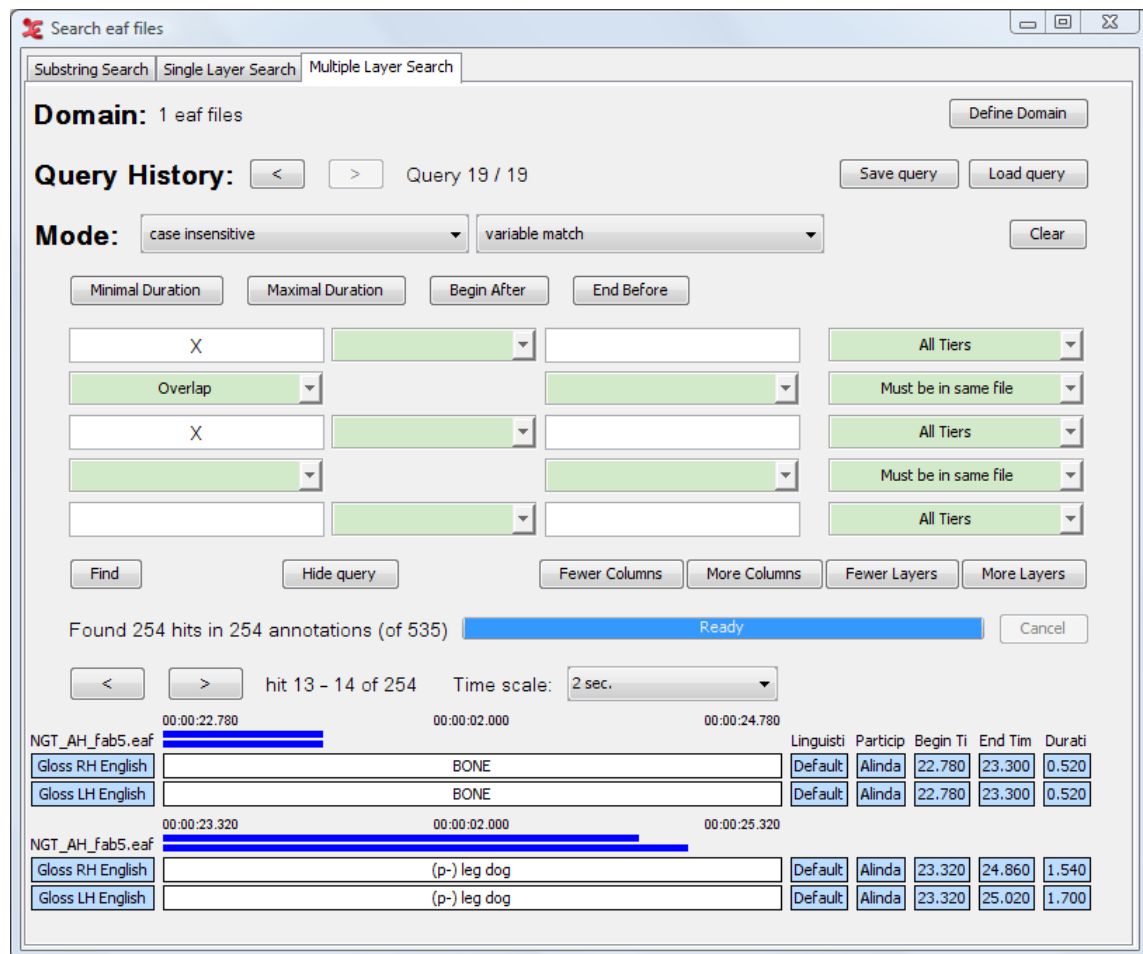 Search eaf files
Substring Search Single Layer Search Multiple Layer Search
Domain: 1 eaf files Define Domain
Query History: < > Query 19 / 19 Save query Load query
Mode: case insensitive variable match Clear
Minimal Duration Maximal Duration Begin After End Before
X All Tiers
Overlap Must be in same file
X All Tiers
Must be in same file
All Tiers
Find Hide query Fewer Columns More Columns Fewer Layers More Layers
Found 254 hits in 254 annotations (of 535) Ready Cancel
< > hit 13 - 14 of 254 Time scale: 2 sec.
00:00:22.780 00:00:02.000 00:00:24.780
NGT_AH_fab5.eaf Linguisti Particip Begin Ti End Tim Durati
Gloss RH English BONE Default Alinda 22.780 23.300 0.520
Gloss LH English BONE Default Alinda 22.780 23.300 0.520
00:00:23.320 00:00:02.000 00:00:25.320
NGT_AH_fab5.eaf
Gloss RH English (p-) leg dog Default Alinda 23.320 24.860 1.540
Gloss LH English (p-) leg dog Default Alinda 23.320 25.020 1.700